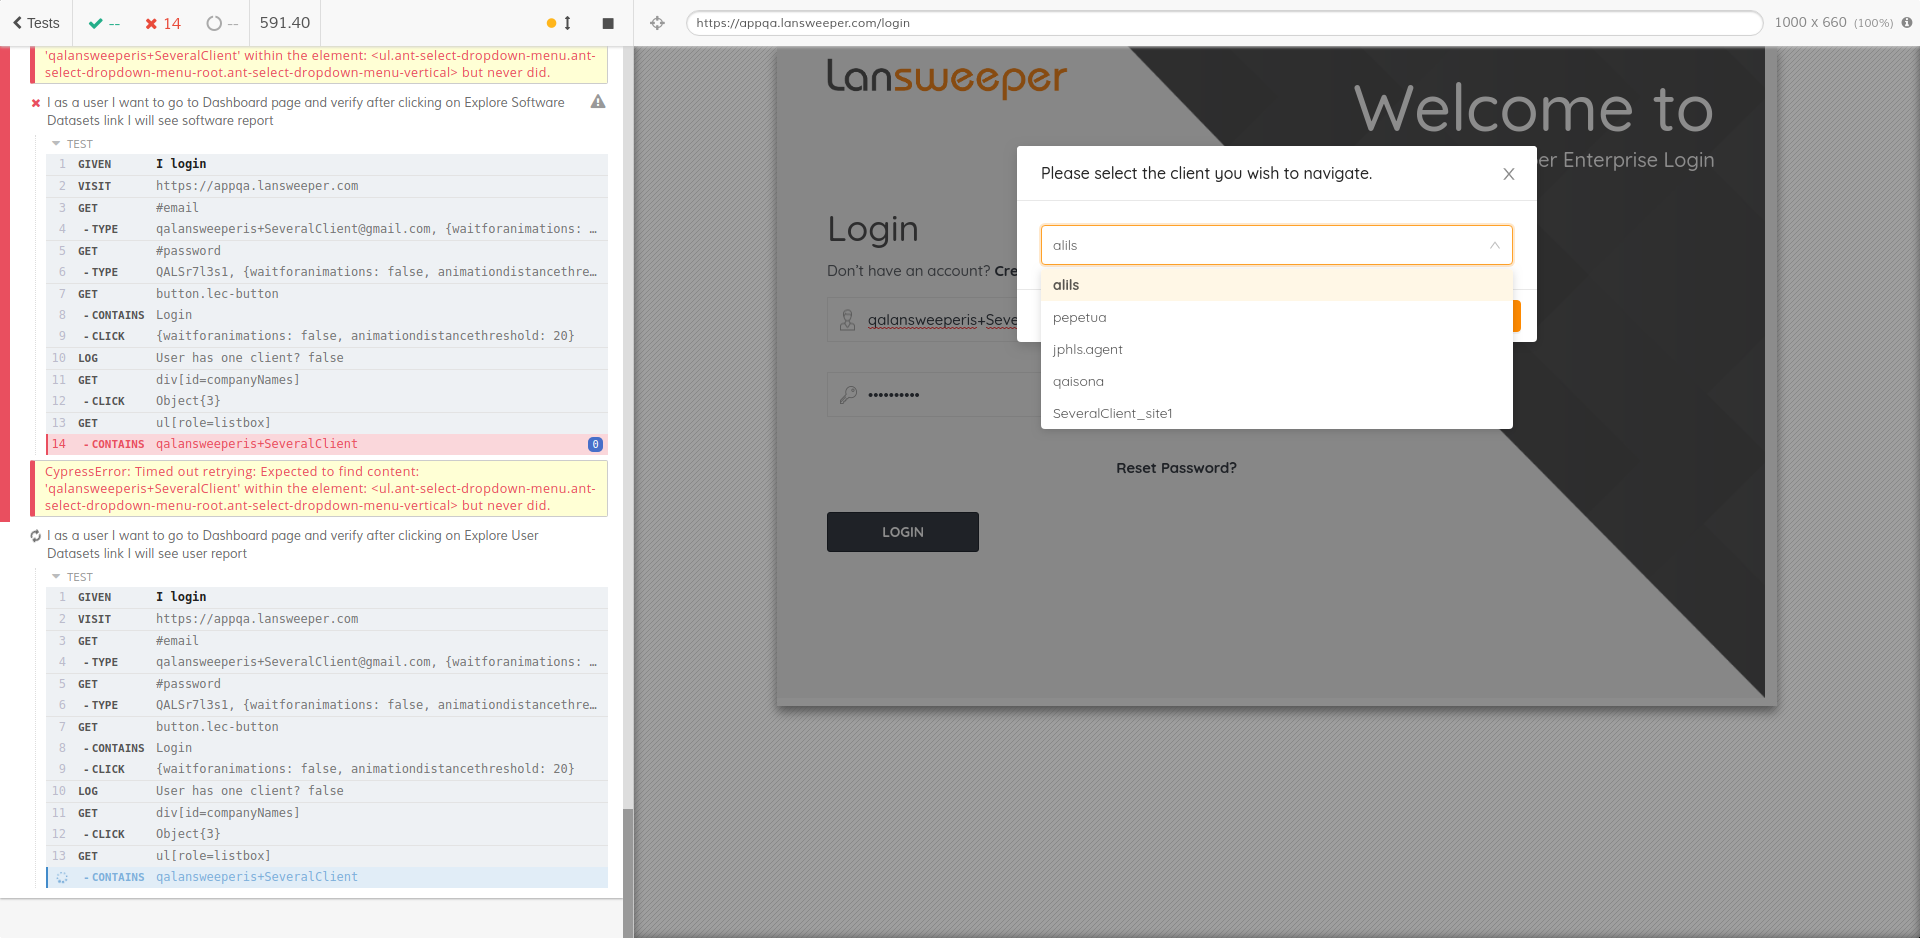 Tests -- 14 -- 591.40
https://appqa.lansweeper.com/login 1000 x 660 (100%)
'qalansweeperis+SeveralClient' within the element: <ul.ant-select-dropdown-menu.ant-
select-dropdown-menu-root.ant-select-dropdown-menu-vertical> but never did.
I as a user I want to go to Dashboard page and verify after clicking on Explore Software
Datasets link I will see software report
TEST
1 GIVEN I login
2 VISIT https://appqa.lansweeper.com
3 GET #email
4 - TYPE qalansweeperis+SeveralClient@gmail.com, {waitforanimations: …
5 GET #password
6 - TYPE QALSr7l3s1, {waitforanimations: false, animationdistancethre…
7 GET button.lec-button
8 - CONTAINS Login
9 - CLICK {waitforanimations: false, animationdistancethreshold: 20}
10 LOG User has one client? false
11 GET div[id=companyNames]
12 - CLICK Object{3}
13 GET ul[role=listbox]
14 - CONTAINS qalansweeperis+SeveralClient 0
CypressError: Timed out retrying: Expected to find content:
'qalansweeperis+SeveralClient' within the element: <ul.ant-select-dropdown-menu.ant-
select-dropdown-menu-root.ant-select-dropdown-menu-vertical> but never did.
I as a user I want to go to Dashboard page and verify after clicking on Explore User
Datasets link I will see user report
TEST
1 GIVEN I login
2 VISIT https://appqa.lansweeper.com
3 GET #email
4 - TYPE qalansweeperis+SeveralClient@gmail.com, {waitforanimations: …
5 GET #password
6 - TYPE QALSr7l3s1, {waitforanimations: false, animationdistancethre…
7 GET button.lec-button
8 - CONTAINS Login
9 - CLICK {waitforanimations: false, animationdistancethreshold: 20}
10 LOG User has one client? false
11 GET div[id=companyNames]
12 - CLICK Object{3}
13 GET ul[role=listbox]
- CONTAINS qalansweeperis+SeveralClient
lansweeper
Welcome to
er Enterprise Login
Please select the client you wish to navigate.
alils
alils
pepetua
jphls.agent
qaisona
SeveralClient_site1
Login
Don't have an account? Cre
qalansweeperis+Seve
••••••••••
Reset Password?
LOGIN